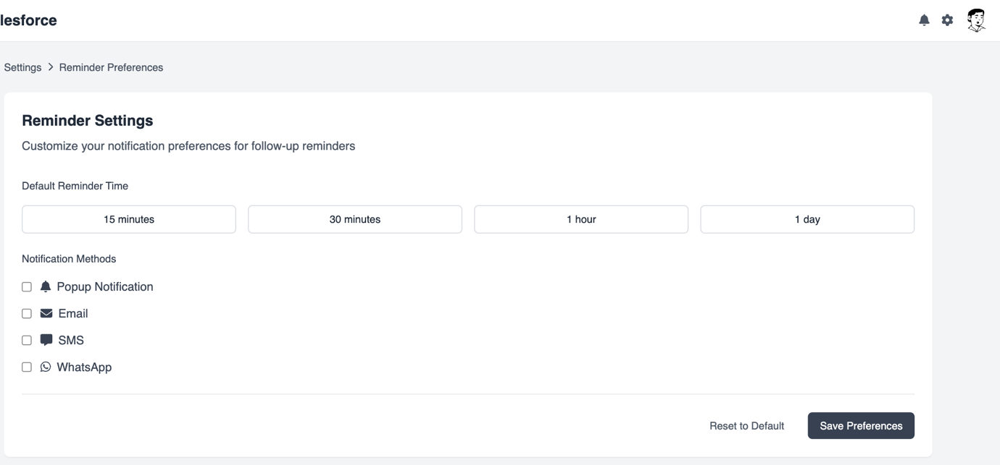 lesforce
Settings > Reminder Preferences
Reminder Settings
Customize your notification preferences for follow-up reminders
Default Reminder Time
15 minutes 30 minutes 1 hour 1 day
Notification Methods
Popup Notification
Email
SMS
WhatsApp
Reset to Default Save Preferences